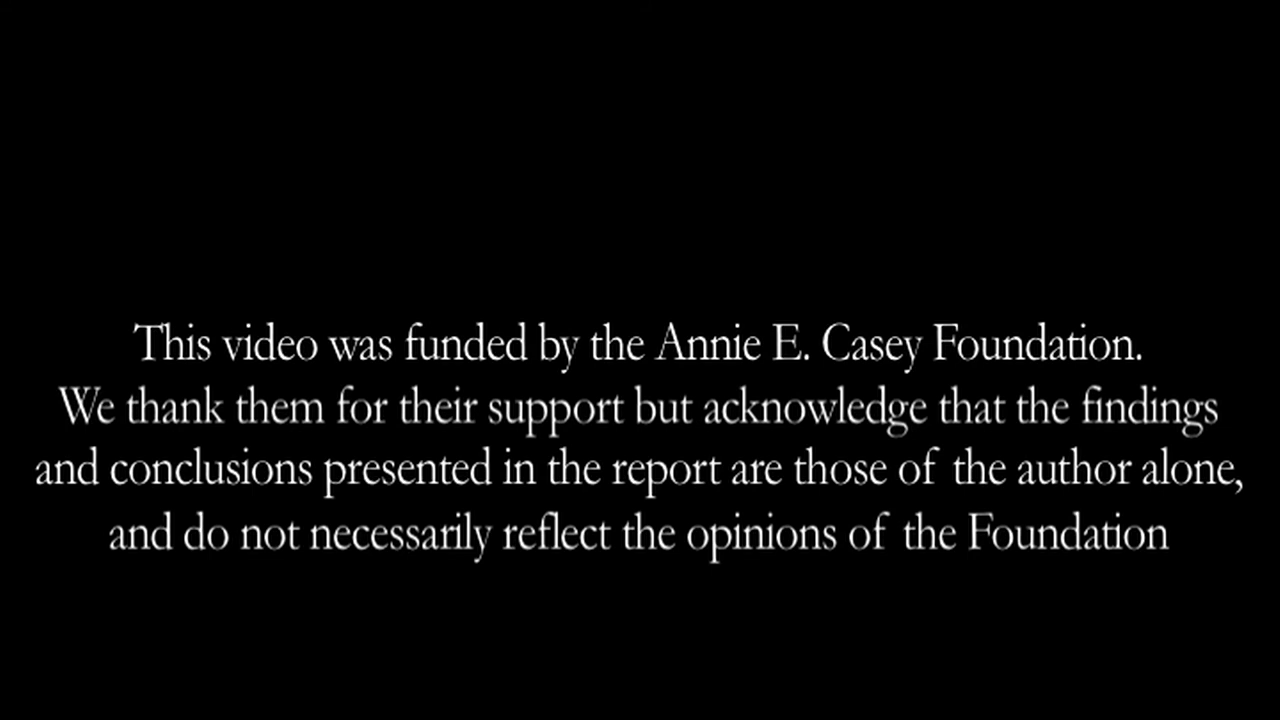 This video was funded by the Annie E. Casey Foundation.
We thank them for their support but acknowledge that the findings
and conclusions presented in the report are those of the author alone,
and do not necessarily reflect the opinions of the Foundation